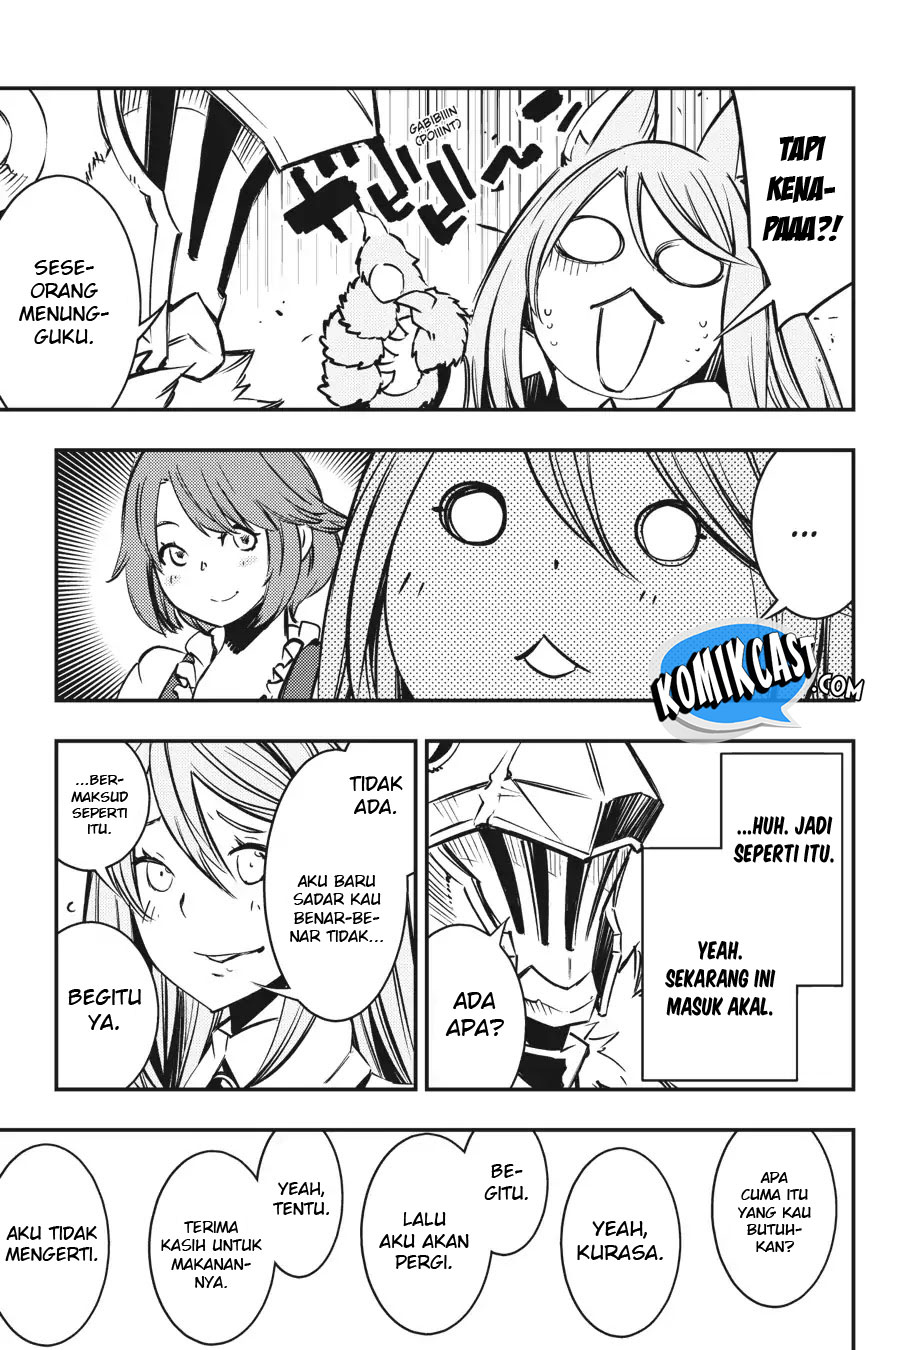 TAPI
KENA-
PAAA?!
GABIBIIIN
(POIIINT)
SESE-
ORANG
MENUNG-
GUKU.
...
KOMIKCAST
.COM
...HUH. JADI
SEPERTI ITU.
YEAH.
SEKARANG INI
MASUK AKAL.
ADA
APA?
TIDAK
ADA.
AKU BARU
SADAR KAU
BENAR-BE-
NAR TIDAK...
...BER-
MAKSUD
SEPERTI
ITU.
BEGITU
YA.
APA
CUMA ITU
YANG KAU
BUTUH-
KAN?
YEAH,
KURASA.
BE-
GITU.
LALU
AKU AKAN
PERGI.
YEAH,
TENTU.
TERIMA
KASIH UNTUK
MAKANAN-
NYA.
AKU TIDAK
MENGERTI.